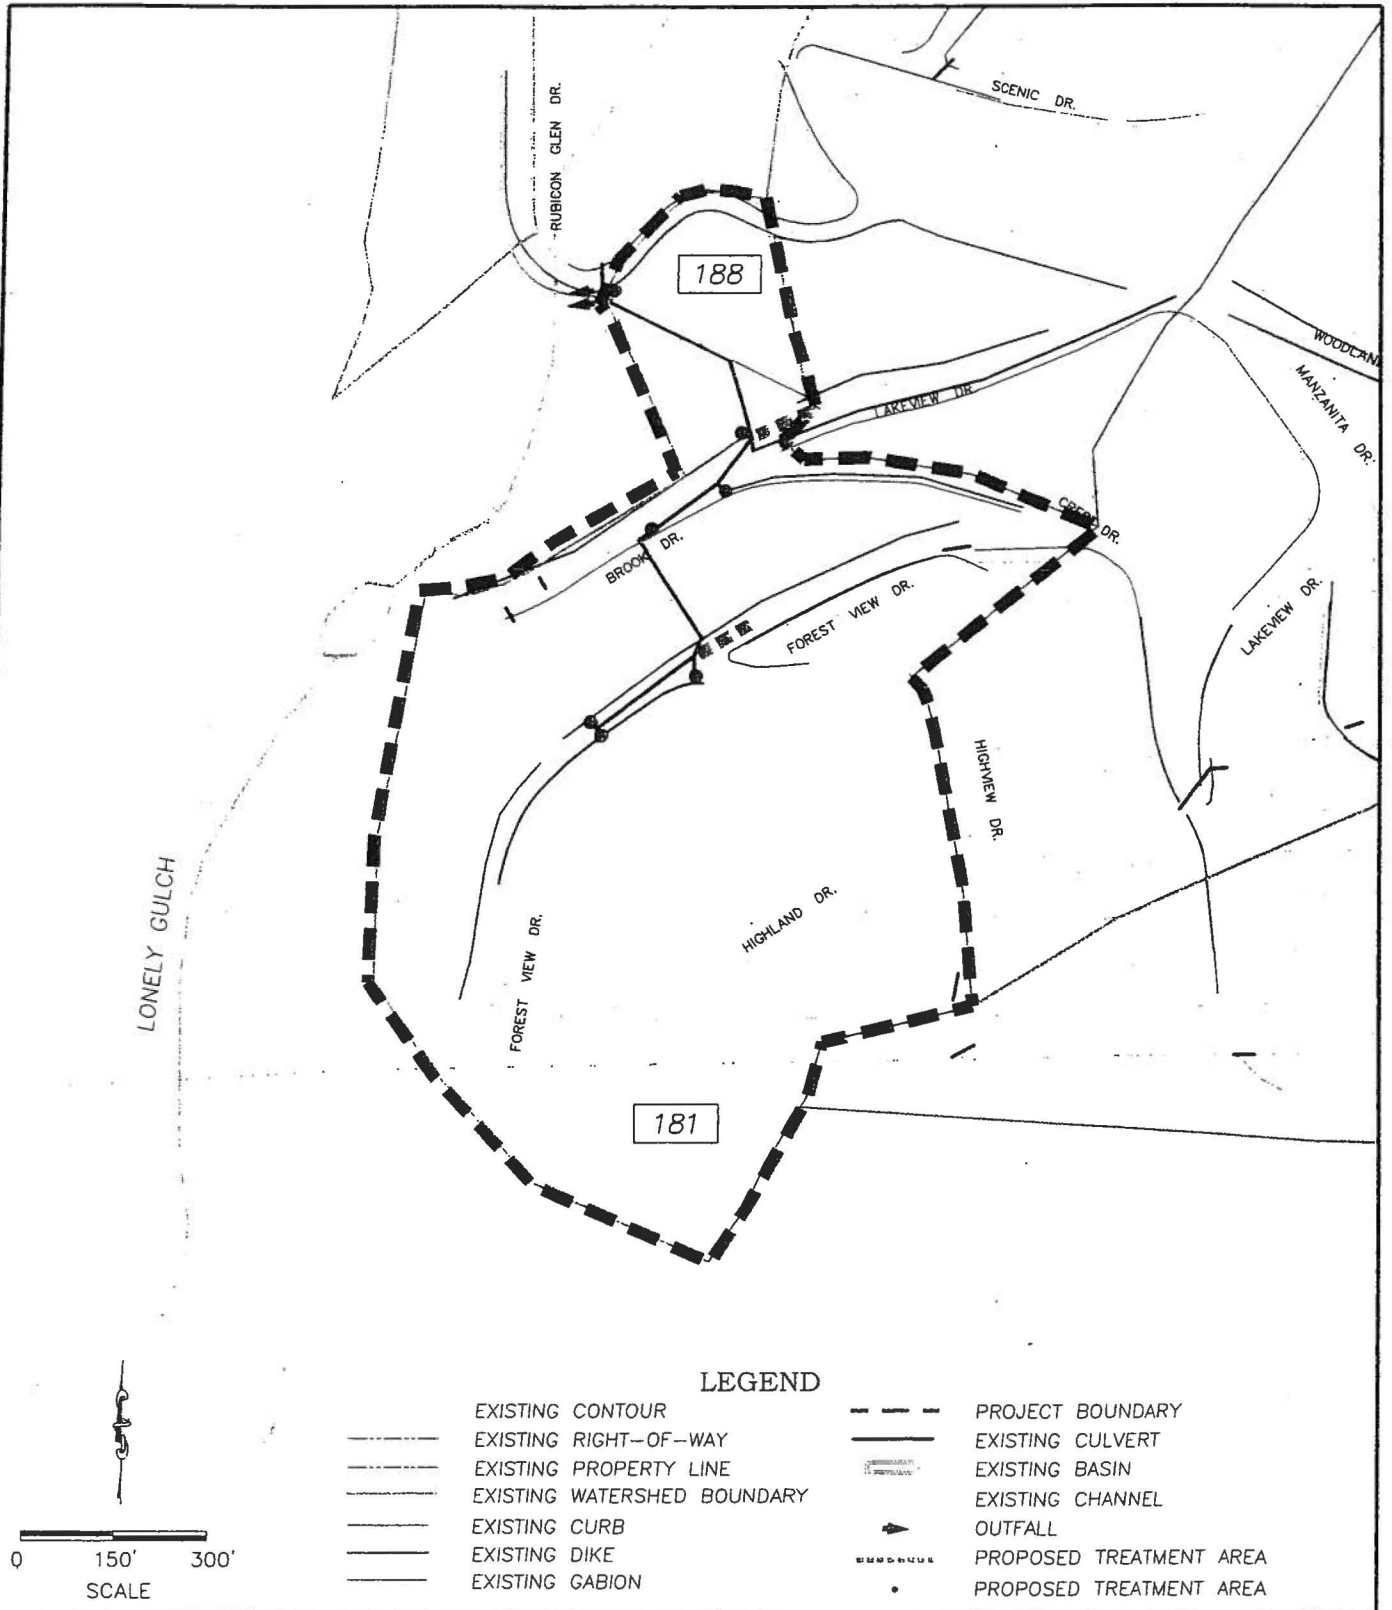 SCENIC DR.
RUBICON GLEN DR.
188
WOODLAN
MANZANITA DR.
LAKEVIEW DR
DR.
BROOK DR.
FOREST VIEW DR.
LAKEVIEW DR.
HIGHVIEW DR.
LONELY GULCH
HIGHLAND DR.
FOREST VIEW DR.
181
LEGEND
EXISTING CONTOUR
EXISTING RIGHT-OF-WAY
EXISTING PROPERTY LINE
EXISTING WATERSHED BOUNDARY
EXISTING CURB
EXISTING DIKE
EXISTING GABION
PROJECT BOUNDARY
EXISTING CULVERT
EXISTING BASIN
EXISTING CHANNEL
OUTFALL
PROPOSED TREATMENT AREA
PROPOSED TREATMENT AREA
0 150' 300'
SCALE